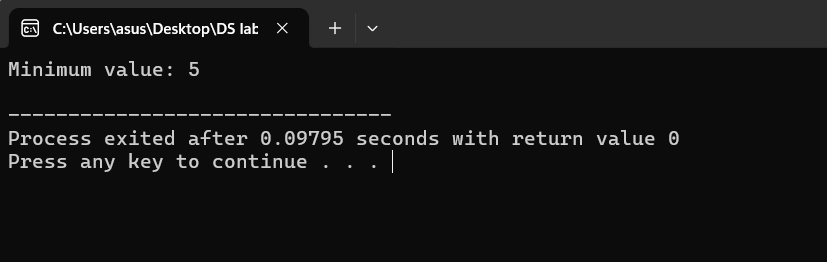 C:\Users\asus\Desktop\DS lab
Minimum value: 5
--------------------------------
Process exited after 0.09795 seconds with return value 0
Press any key to continue . . .